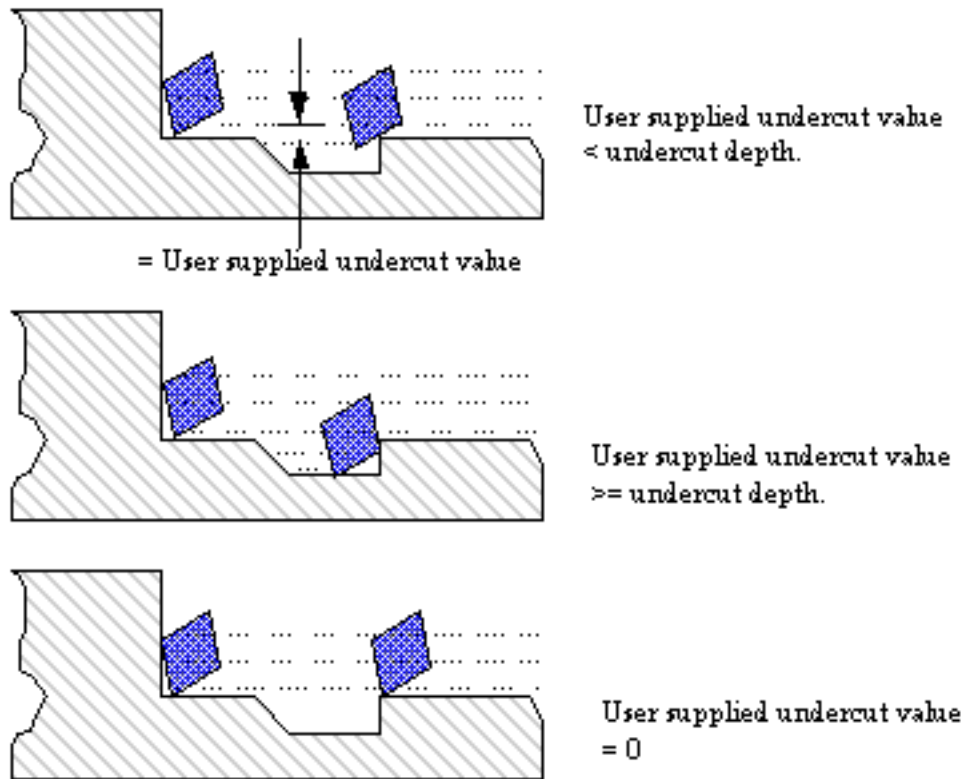 User supplied undercut value
< undercut depth.
= User supplied undercut value
User supplied undercut value
>= undercut depth.
User supplied undercut value
= 0